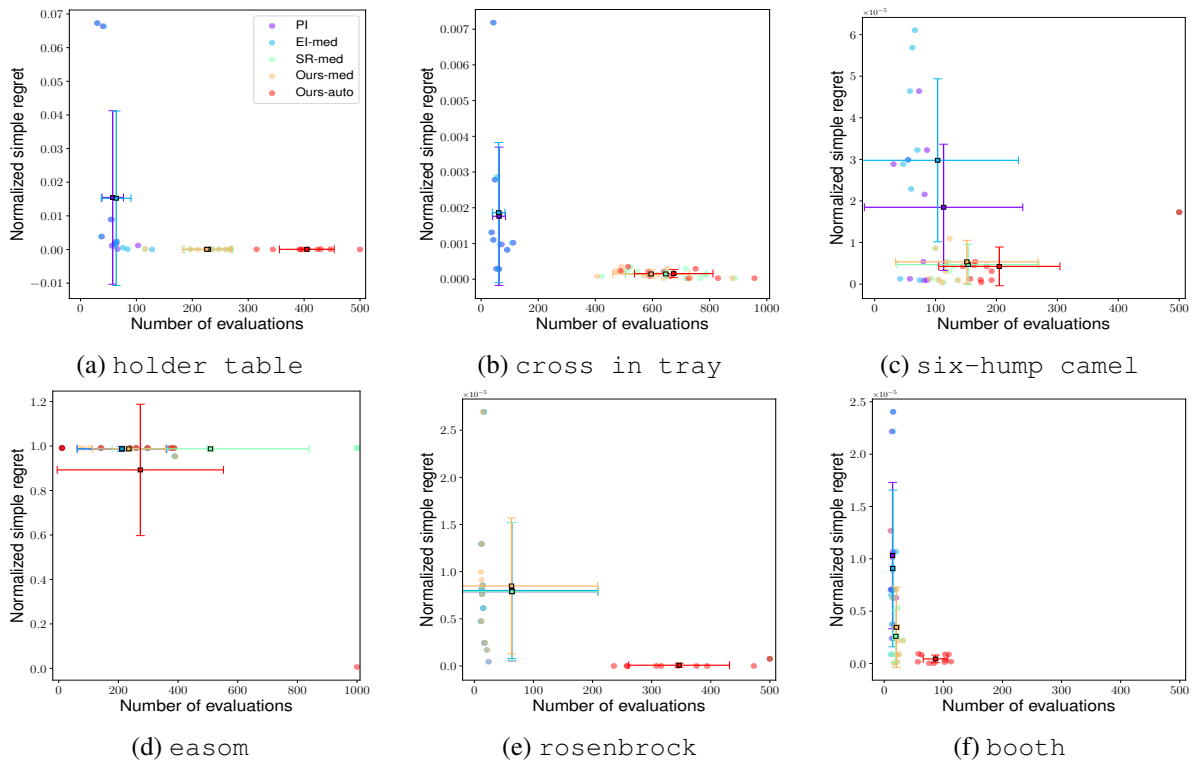 ×10⁻⁵
0.07
0.06
0.05
0.04
0.03
0.02
0.01
0.00
−0.01
Normalized simple regret
PI
EI-med
SR-med
Ours-med
Ours-auto
0 100 200 300 400 500
Number of evaluations
(a) holder table
0.007
0.006
0.005
0.004
0.003
0.002
0.001
0.000
Normalized simple regret
0 200 400 600 800 1000
Number of evaluations
(b) cross in tray
6
5
4
3
2
1
0
Normalized simple regret
0 100 200 300 400 500
Number of evaluations
(c) six-hump camel
1.2
1.0
0.8
0.6
0.4
0.2
0.0
Normalized simple regret
0 200 400 600 800 1000
Number of evaluations
(d) easom
×10⁻⁵
2.5
2.0
1.5
1.0
0.5
0.0
Normalized simple regret
0 100 200 300 400 500
Number of evaluations
(e) rosenbrock
×10⁻⁵
2.5
2.0
1.5
1.0
0.5
0.0
Normalized simple regret
0 100 200 300 400 500
Number of evaluations
(f) booth